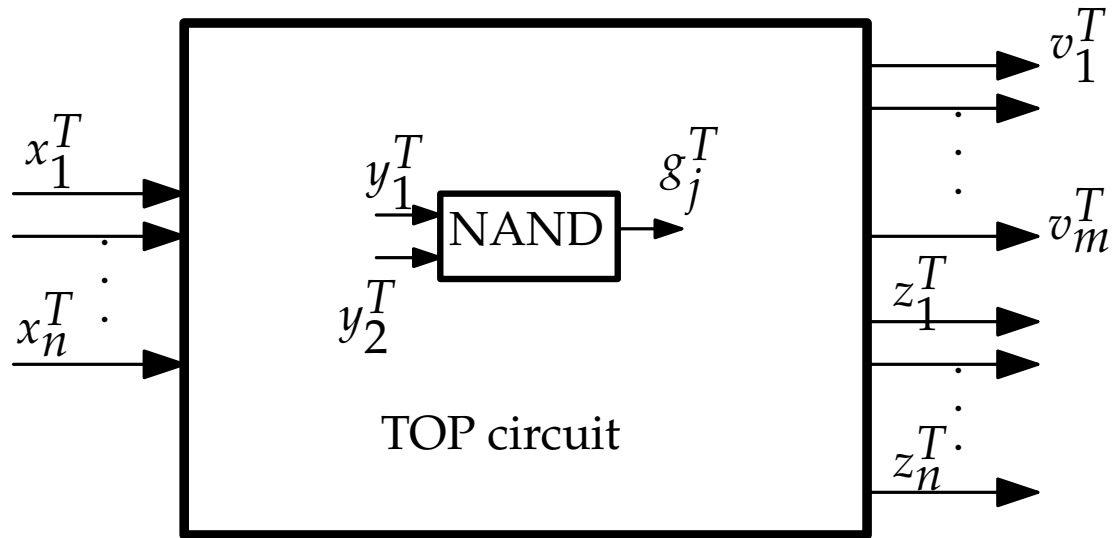 v_1^T
x_1^T
y_1^T
g_j^T
NAND
v_m^T
z_1^T
y_2^T
x_n^T
TOP circuit
z_n^T